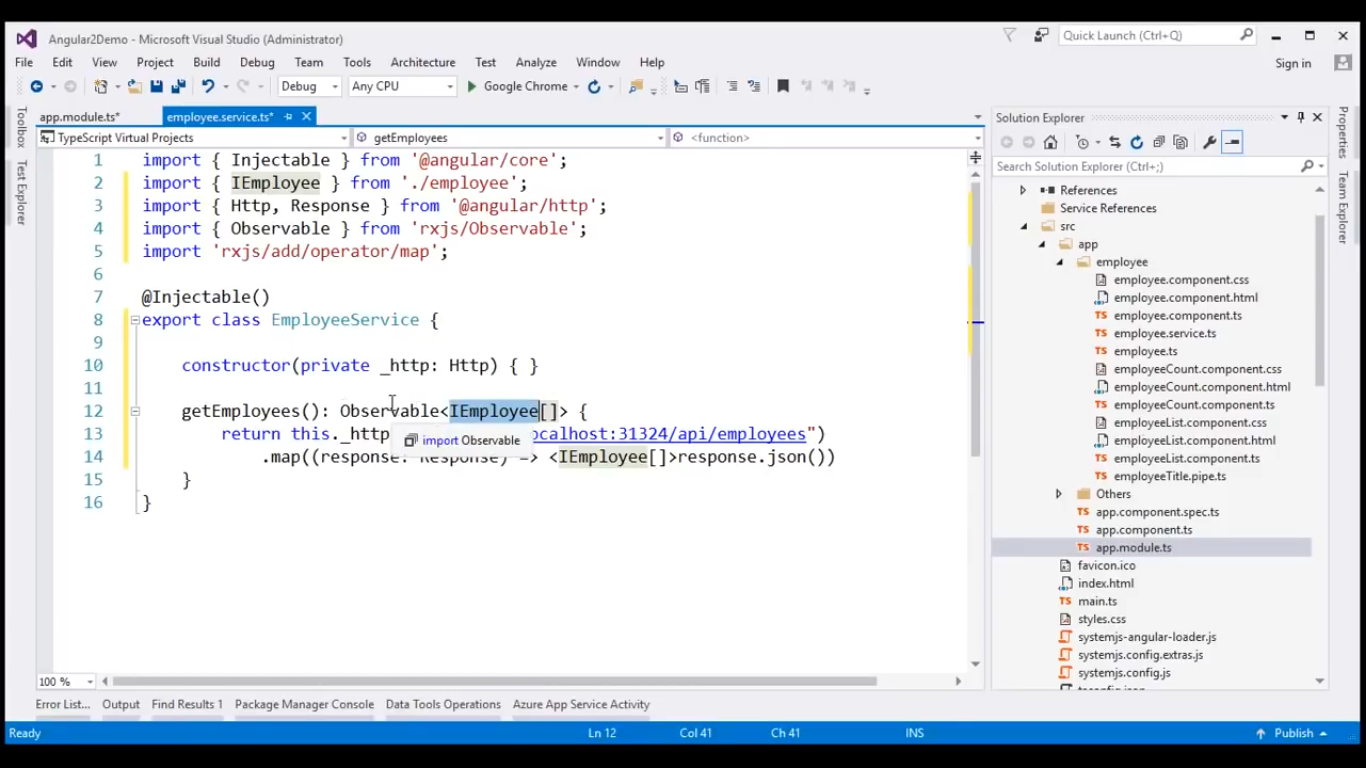 Angular2Demo - Microsoft Visual Studio (Administrator)
Quick Launch (Ctrl+Q)
File Edit View Project Build Debug Team Tools Architecture Test Analyze Window Help
Sign in
Debug Any CPU Google Chrome
app.module.ts* employee.service.ts*
TypeScript Virtual Projects getEmployees <function>
Toolbox
Test Explorer
1 import { Injectable } from '@angular/core';
2 import { IEmployee } from './employee';
3 import { Http, Response } from '@angular/http';
4 import { Observable } from 'rxjs/Observable';
5 import 'rxjs/add/operator/map';
6
7 @Injectable()
8 export class EmployeeService {
9
10 constructor(private _http: Http) { }
11
12 getEmployees(): Observable<IEmployee[]> {
13 return this._http ocalhost:31324/api/employees")
import Observable
14 .map((response: Response) => <IEmployee[]>response.json())
15 }
16 }
100 %
Solution Explorer
Search Solution Explorer (Ctrl+;)
References
Service References
src
app
employee
employee.component.css
employee.component.html
employee.component.ts
employee.service.ts
employee.ts
employeeCount.component.css
employeeCount.component.html
employeeCount.component.ts
employeeList.component.css
employeeList.component.html
employeeList.component.ts
employeeTitle.pipe.ts
Others
app.component.spec.ts
app.component.ts
app.module.ts
favicon.ico
index.html
main.ts
styles.css
systemjs-angular-loader.js
systemjs.config.extras.js
systemjs.config.js
Properties
Team Explorer
Error List... Output Find Results 1 Package Manager Console Data Tools Operations Azure App Service Activity
Ready Ln 12 Col 41 Ch 41 INS Publish